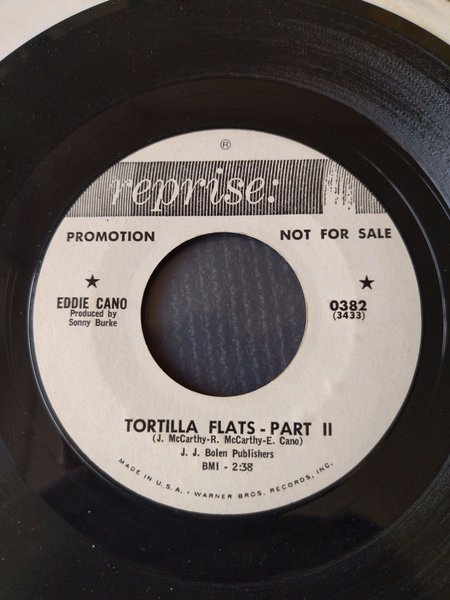 ®
reprise:
PROMOTION
NOT FOR SALE
★
★
EDDIE CANO
Produced by
Sonny Burke
0382
(3433)
TORTILLA FLATS - PART II
(J. McCarthy-R. McCarthy-E. Cano)
J. J. Bolen Publishers
BMI - 2:38
MADE IN U.S.A. • WARNER BROS. RECORDS, INC.